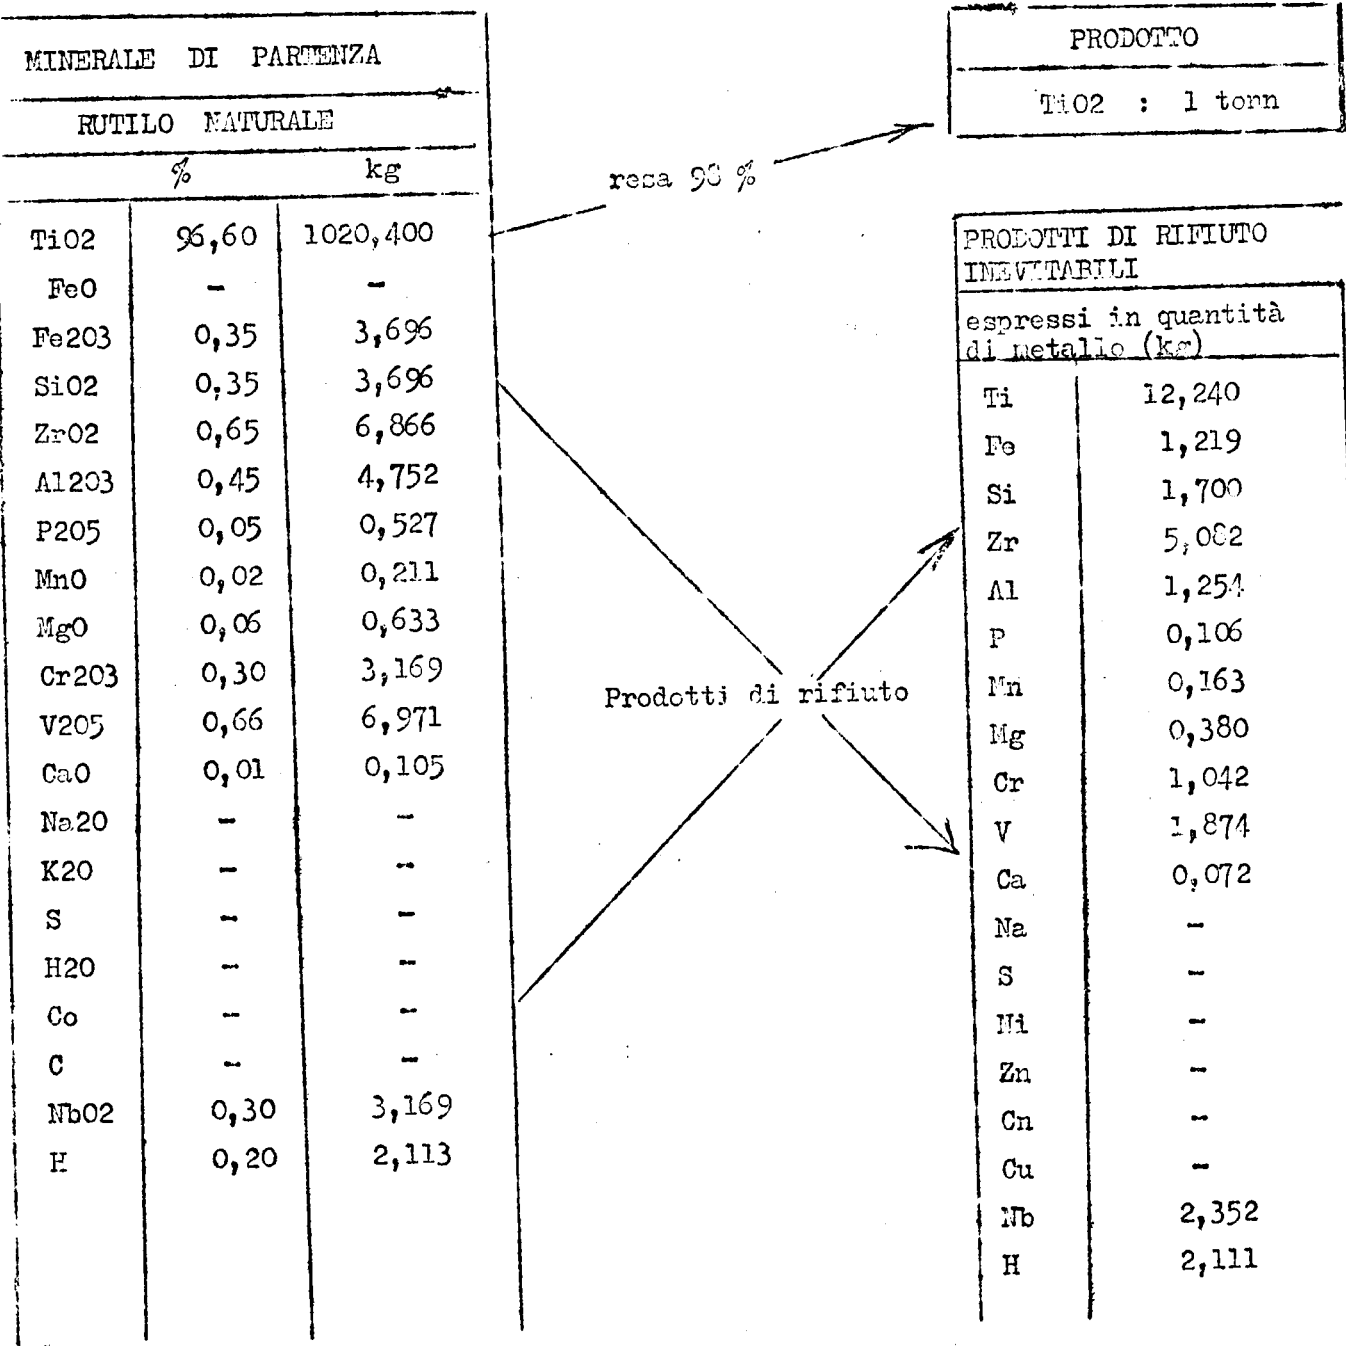 MINERALE DI PARTENZA
RUTILO NATURALE
% kg
TiO2 96,60 1020,400
FeO - -
Fe2O3 0,35 3,696
SiO2 0,35 3,696
ZrO2 0,65 6,866
Al2O3 0,45 4,752
P2O5 0,05 0,527
MnO 0,02 0,211
MgO 0,06 0,633
Cr2O3 0,30 3,169
V2O5 0,66 6,971
CaO 0,01 0,105
Na2O - -
K2O - -
S - -
H2O - -
Co - -
C - -
NbO2 0,30 3,169
H 0,20 2,113
resa 98 %
Prodotti di rifiuto
PRODOTTO
TiO2 : 1 tonn
PRODOTTI DI RIFIUTO
INEVITABILI
espressi in quantità
di metallo (kg)
Ti 12,240
Fe 1,219
Si 1,700
Zr 5,082
Al 1,254
P 0,106
Mn 0,163
Mg 0,380
Cr 1,042
V 1,874
Ca 0,072
Na -
S -
Ni -
Zn -
Cn -
Cu -
Nb 2,352
H 2,111